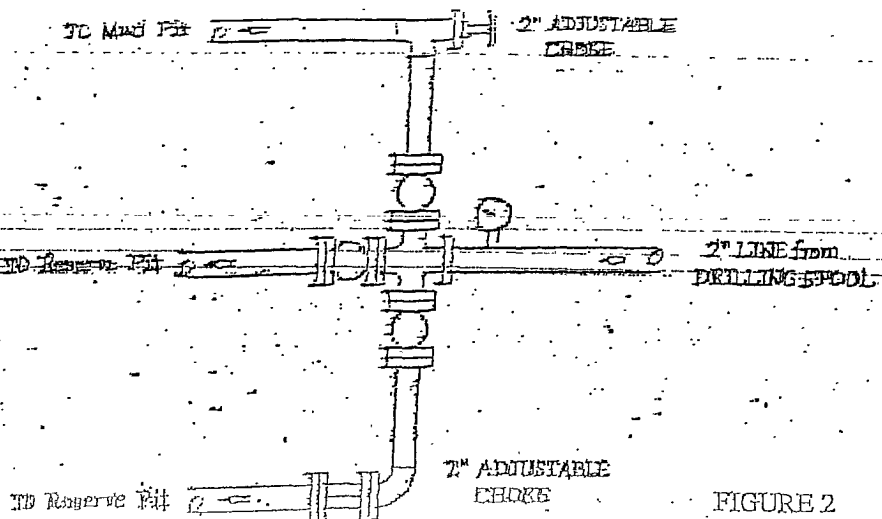 TO Mud Pit
2" ADJUSTABLE
CHOKE
TO Reserve Pit
2" LINE from
DRILLING SPOOL
2" ADJUSTABLE
CHOKE
TO Reserve Pit
FIGURE 2